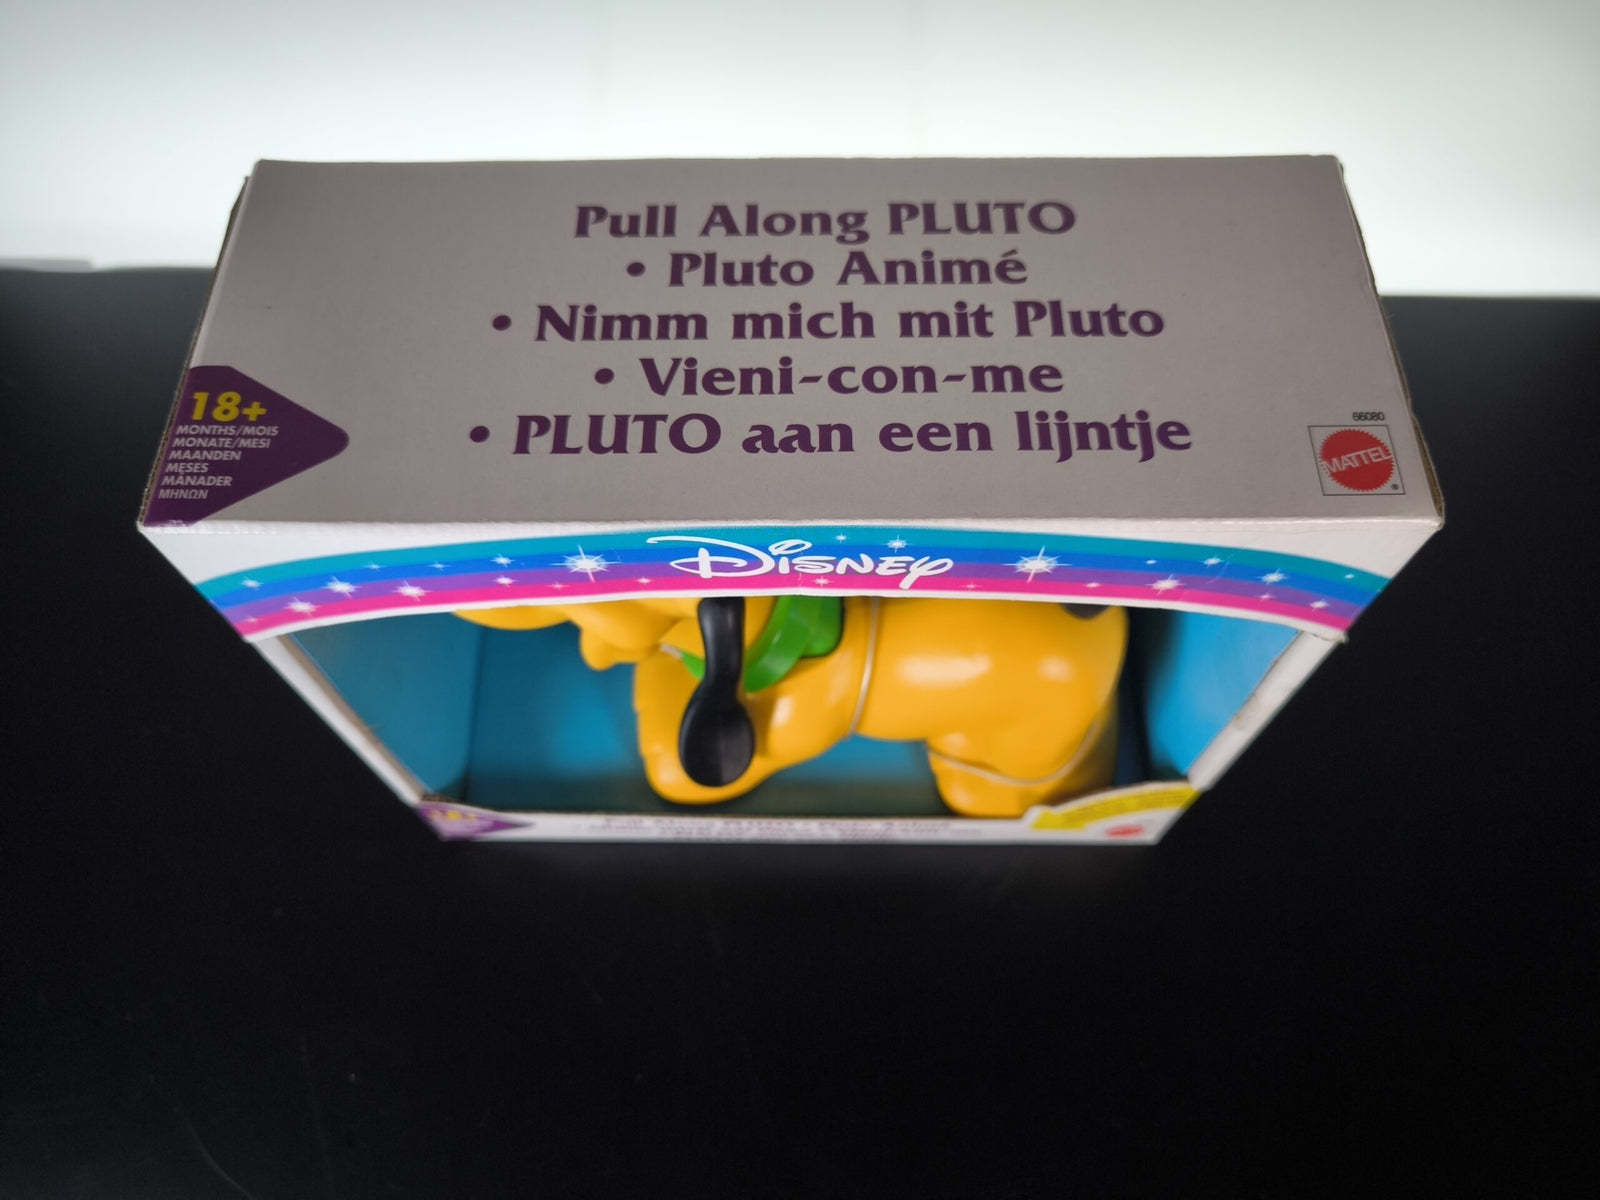 Pull Along PLUTO
• Pluto Animé
• Nimm mich mit Pluto
• Vieni-con-me
• PLUTO aan een lijntje
18+
MONTHS/MOIS
MONATE/MESI
MAANDEN
MESES
MÅNADER
ΜΗΝΩΝ
66080
MATTEL
®
Disney
18+